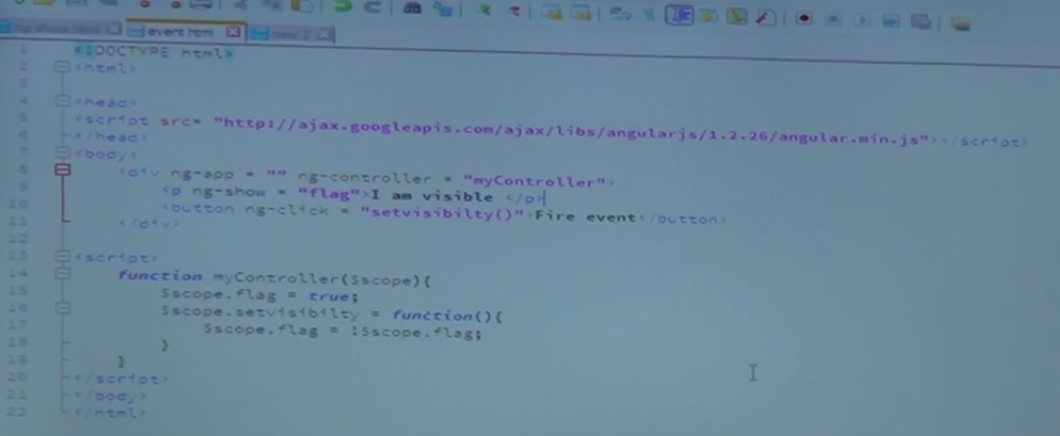 event.html new 2
1 <!DOCTYPE html>
2 <html>
3
4 <head>
5 <script src= "http://ajax.googleapis.com/ajax/libs/angularjs/1.2.26/angular.min.js"></script>
6 </head>
7 <body>
8 <div ng-app = "" ng-controller = "myController">
9 <p ng-show = "flag">I am visible </p>
10 <button ng-click = "setvisibilty()">Fire event</button>
11 </div>
12
13 <script>
14 function myController($scope){
15 $scope.flag = true;
16 $scope.setvisibilty = function(){
17 $scope.flag = !$scope.flag;
18 }
19 }
20 </script>
21 </body>
22 </html>